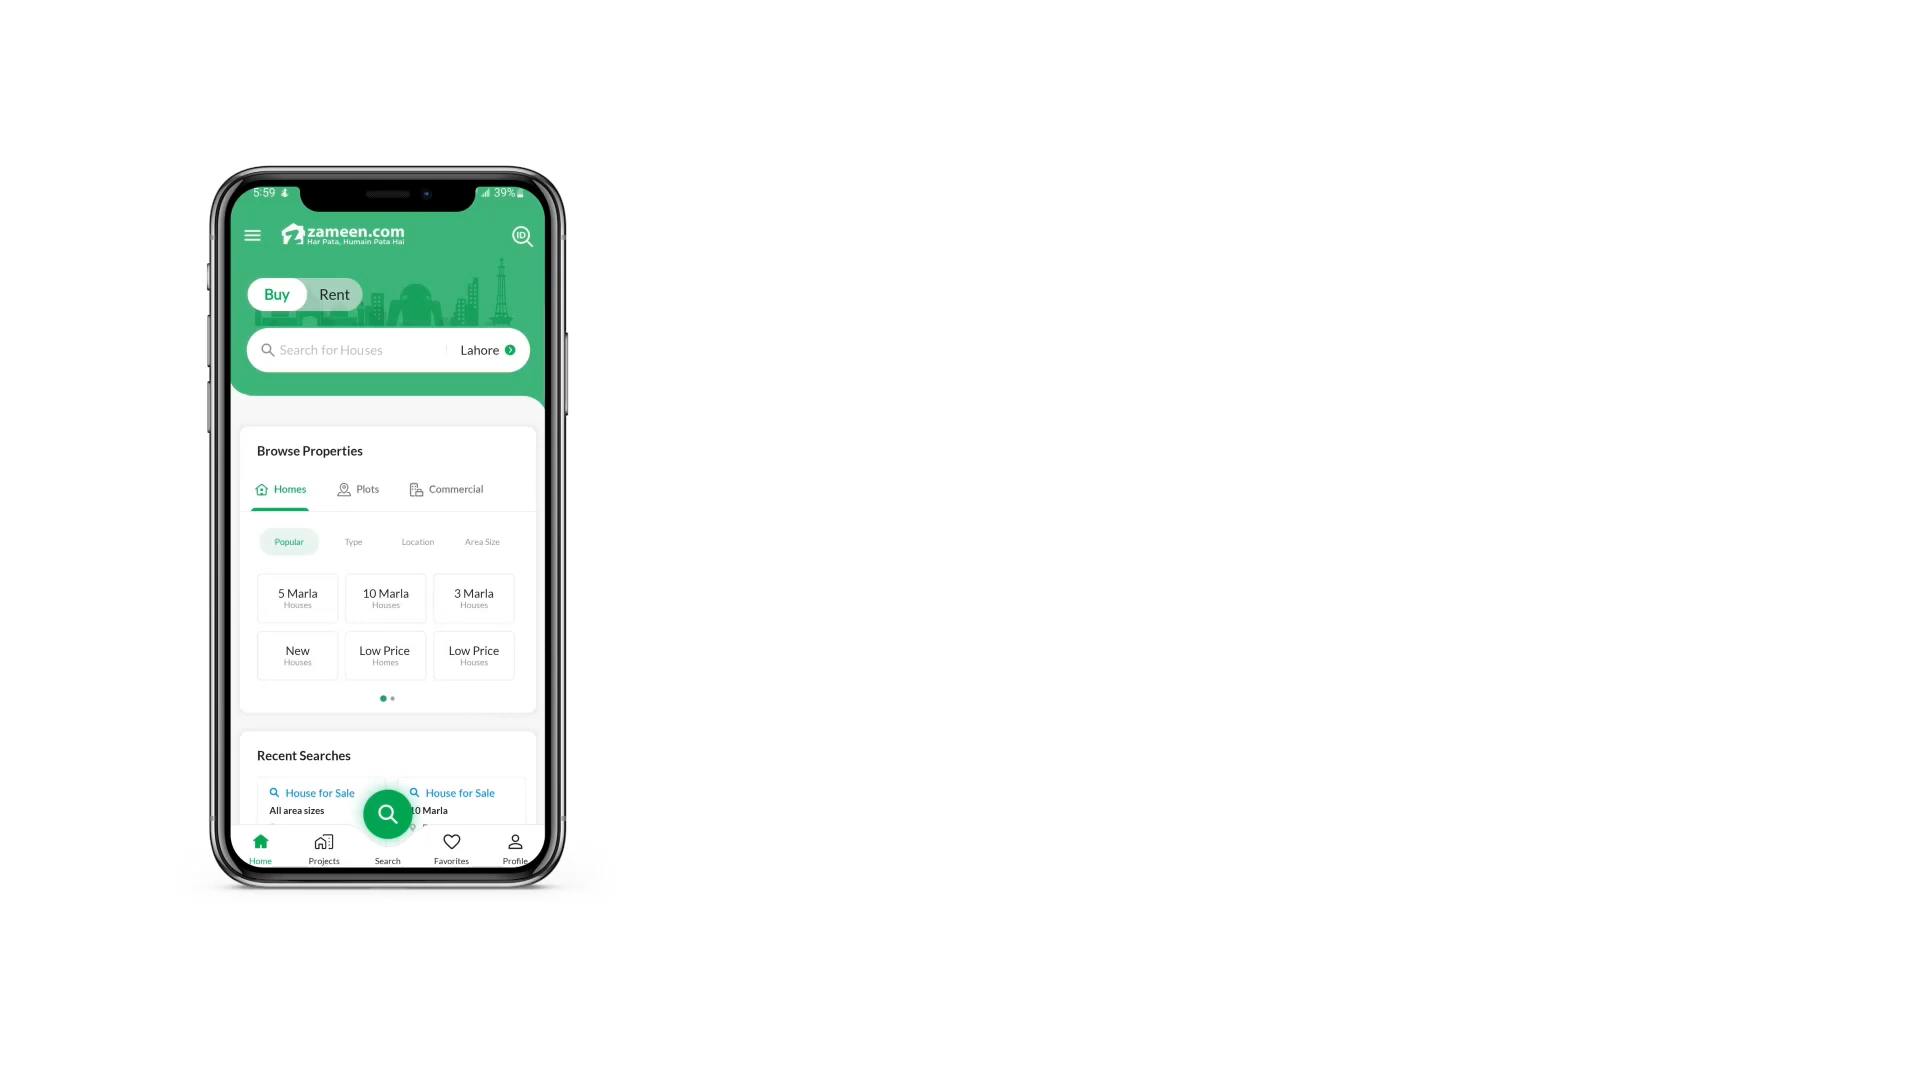 5:59 39%
zameen.com
Har Pata, Humain Pata Hai
ID
Buy Rent
Search for Houses Lahore
Browse Properties
Homes Plots Commercial
Popular Type Location Area Size
5 Marla 10 Marla 3 Marla
Houses Houses Houses
New Low Price Low Price
Houses Homes Houses
Recent Searches
House for Sale House for Sale
All area sizes 10 Marla
Home Projects Search Favorites Profile